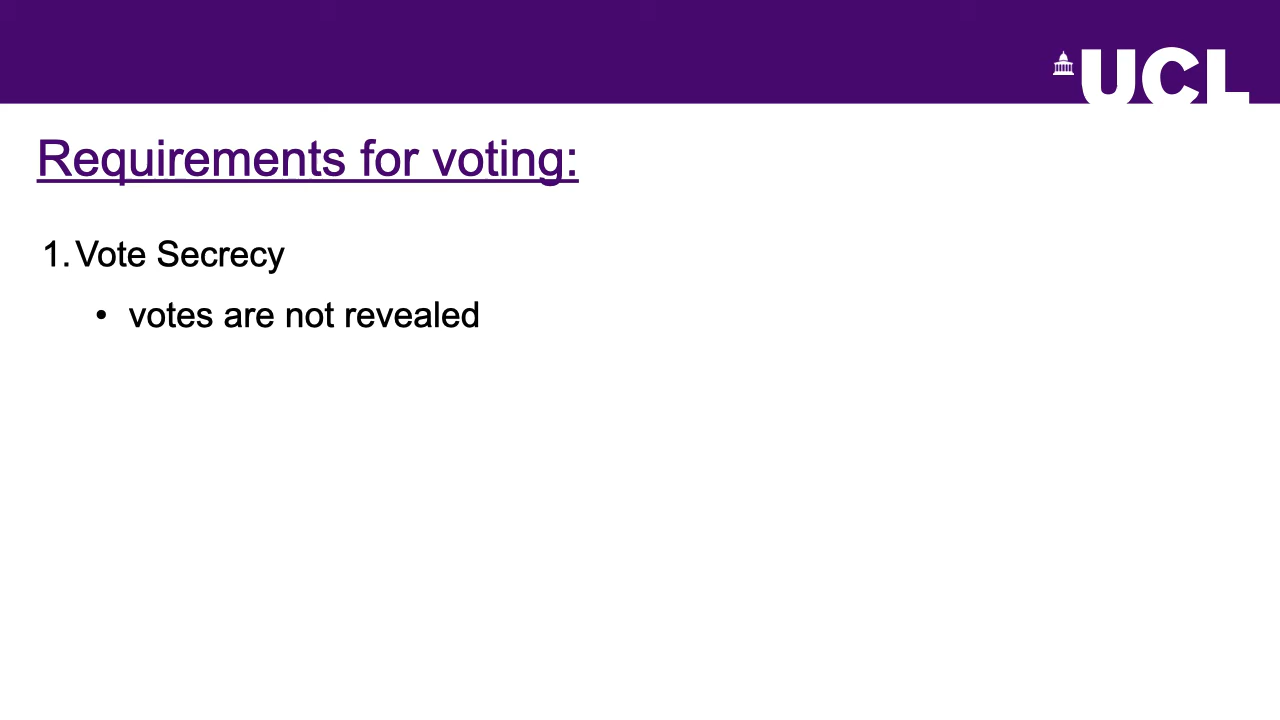 UCL
Requirements for voting:
1. Vote Secrecy
• votes are not revealed